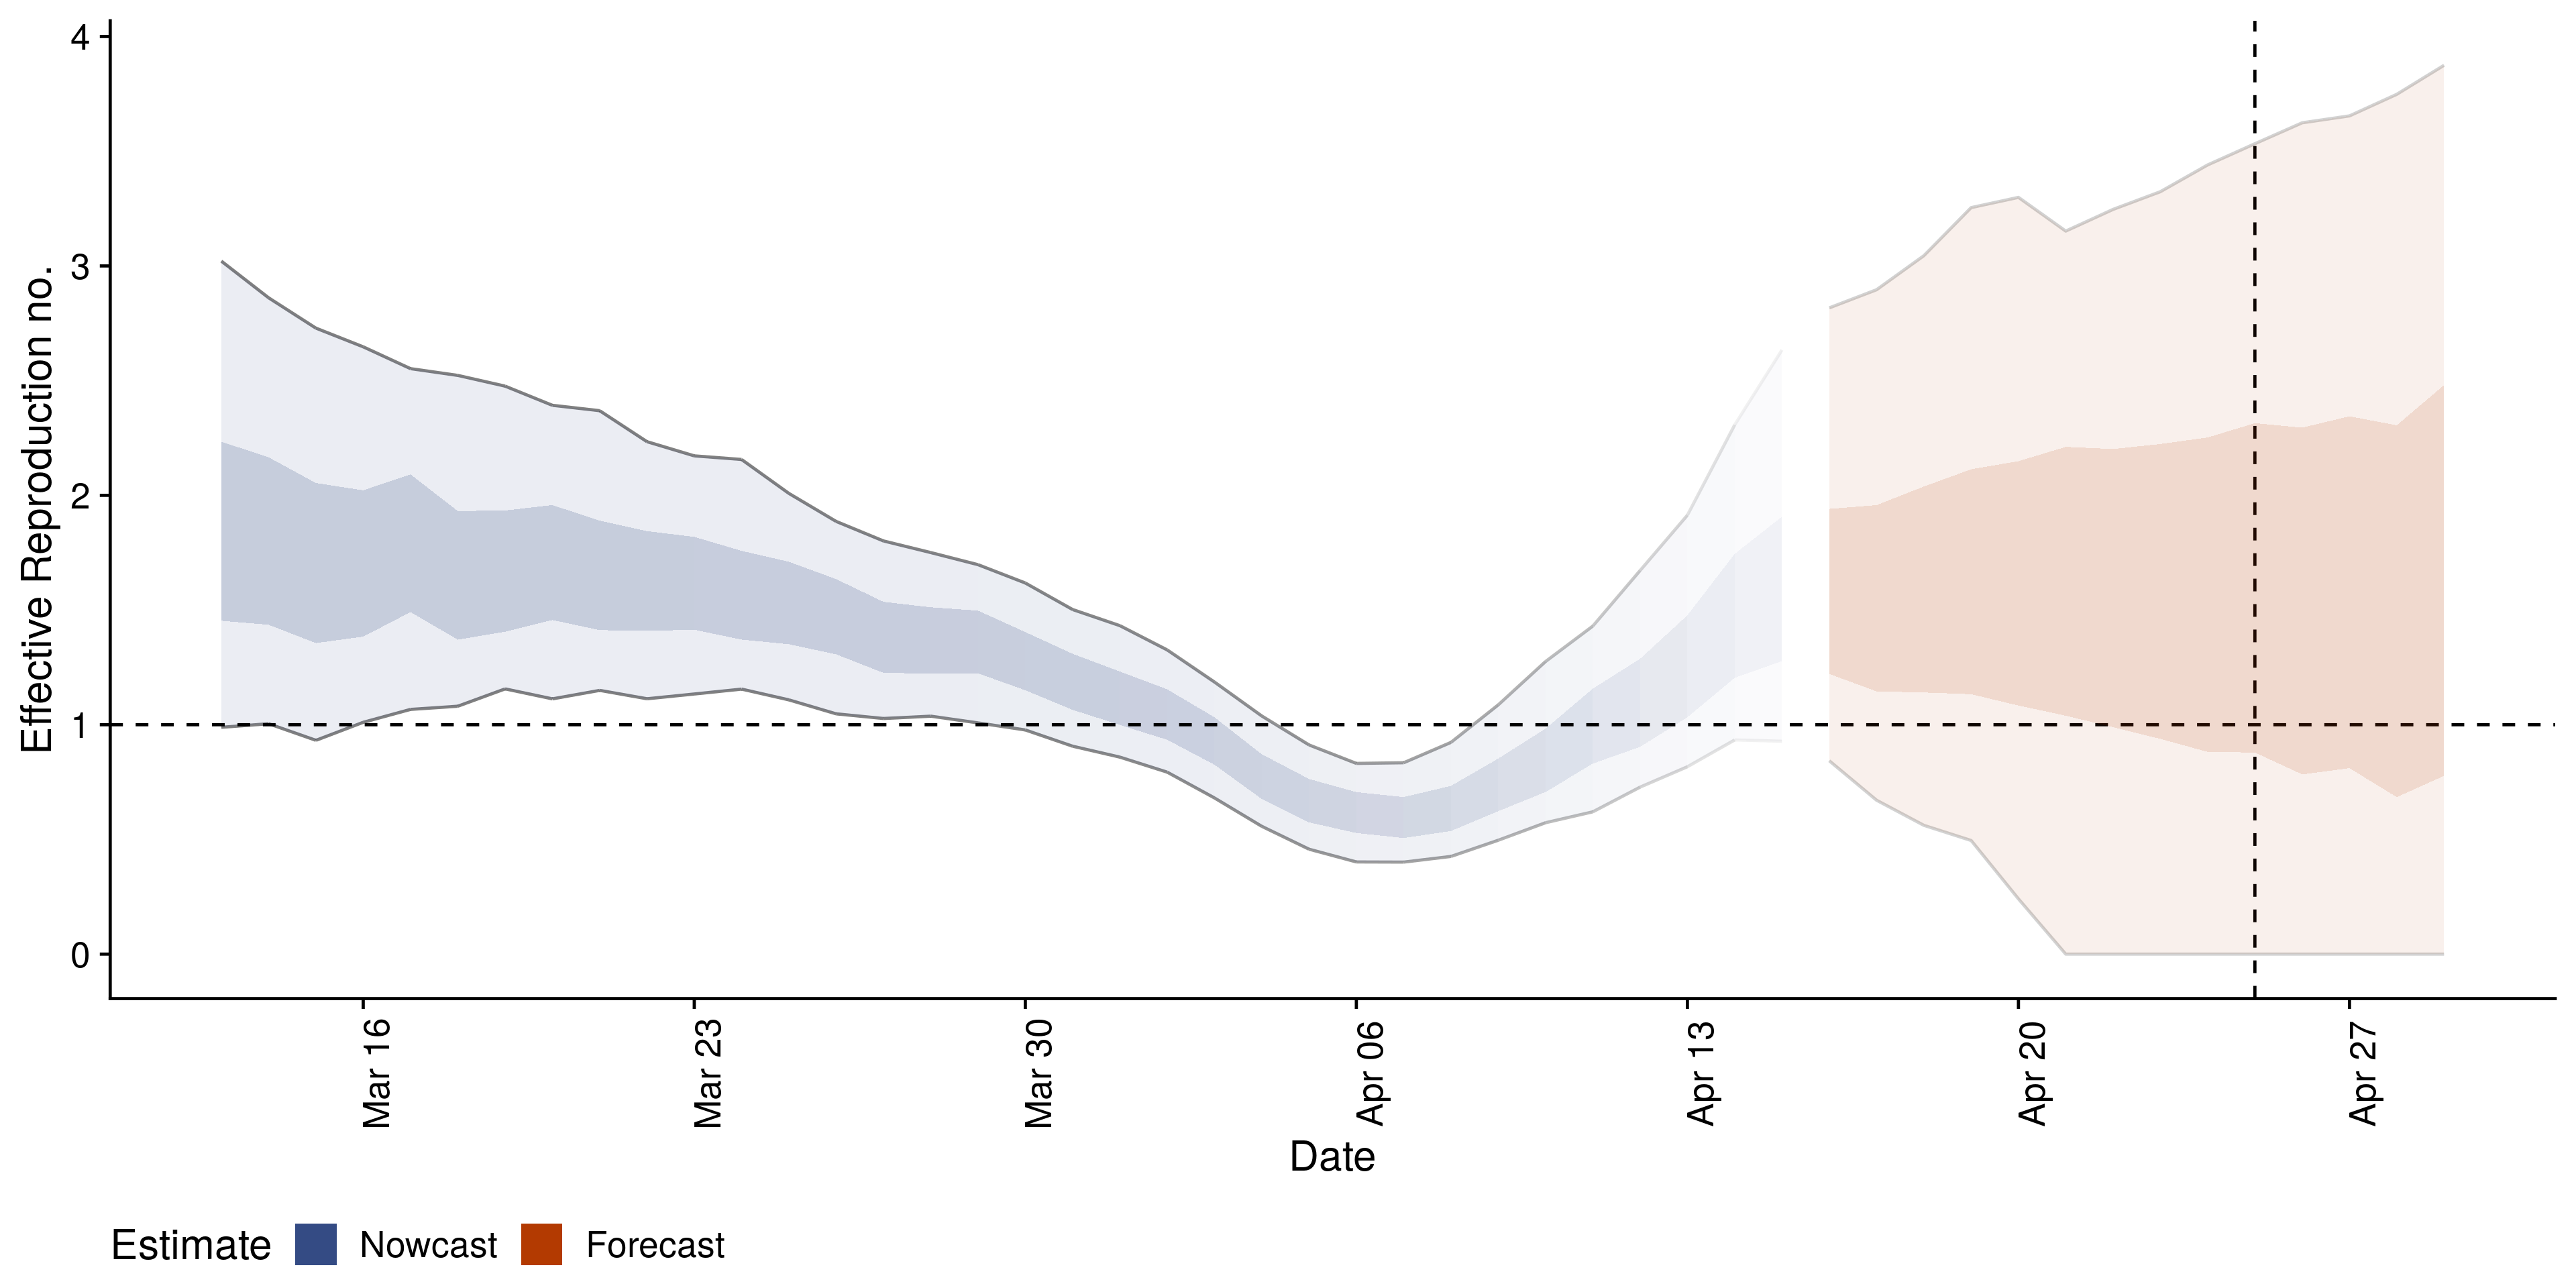 Effective Reproduction no.
4
3
2
1
0
Mar 16
Mar 23
Mar 30
Apr 06
Apr 13
Apr 20
Apr 27
Date
Estimate Nowcast Forecast